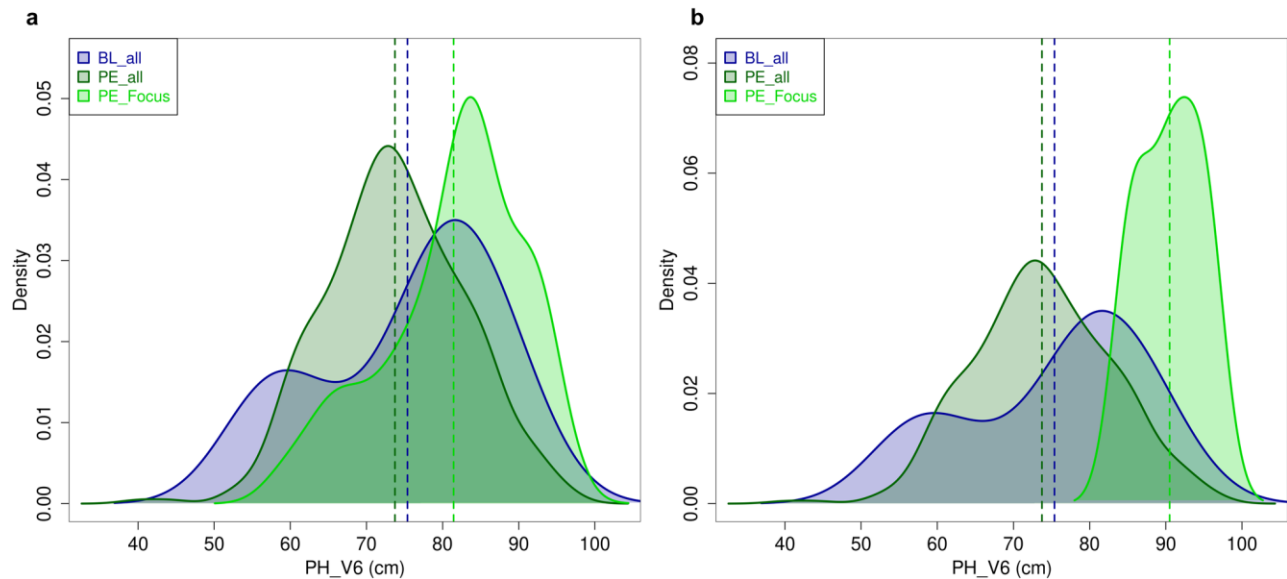 a
BL_all
PE_all
PE_Focus
Density
0.00
0.01
0.02
0.03
0.04
0.05
40 50 60 70 80 90 100
PH_V6 (cm)
b
BL_all
PE_all
PE_Focus
Density
0.00
0.02
0.04
0.06
0.08
40 50 60 70 80 90 100
PH_V6 (cm)